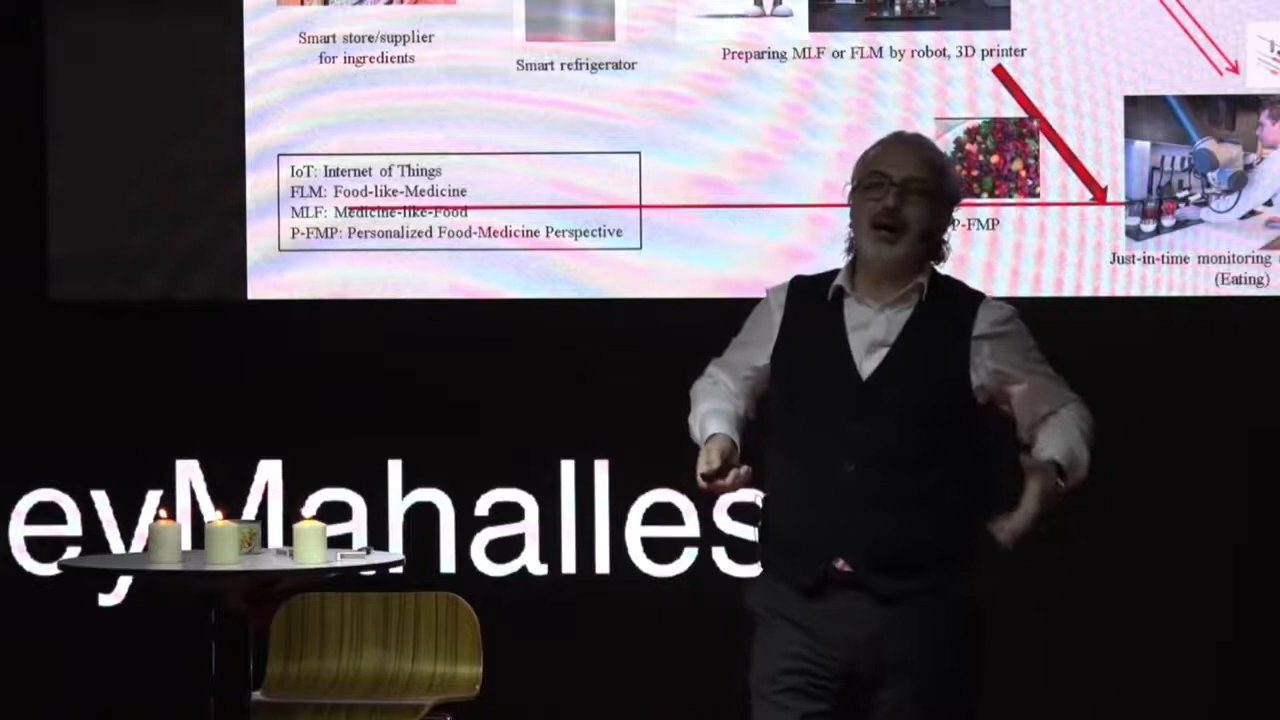 Smart store/supplier
for ingredients
Smart refrigerator
Preparing MLF or FLM by robot, 3D printer
IoT: Internet of Things
FLM: Food-like-Medicine
MLF: Medicine-like-Food
P-FMP: Personalized Food-Medicine Perspective
P-FMP
Just-in-time monitoring
(Eating)
eyMahalles